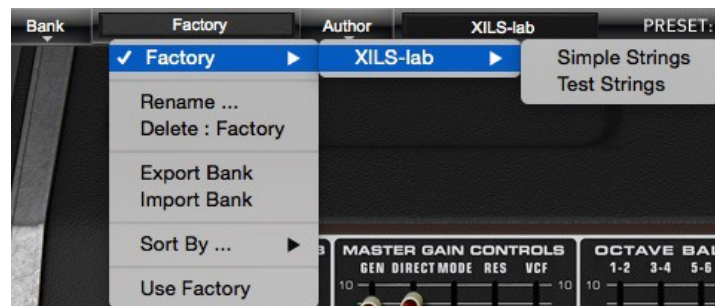 Bank Factory Author XILS-lab PRESET:
✓ Factory ▶ XILS-lab ▶ Simple Strings
Test Strings
Rename ...
Delete : Factory
Export Bank
Import Bank
Sort By ... ▶
Use Factory
MASTER GAIN CONTROLS
GEN DIRECT MODE RES VCF
10 10
OCTAVE BAL
1-2 3-4 5-6
10